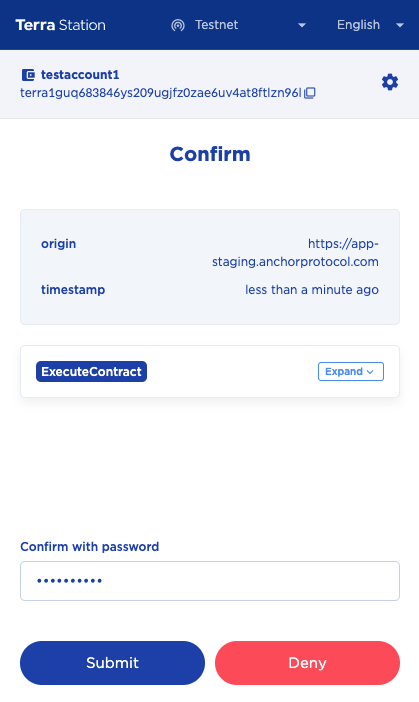 Terra Station
Testnet
English
testaccount1
terra1guq683846ys209ugjfz0zae6uv4at8ftlzn96l
Confirm
origin
https://app-
staging.anchorprotocol.com
timestamp
less than a minute ago
ExecuteContract
Expand
Confirm with password
••••••••••
Submit
Deny